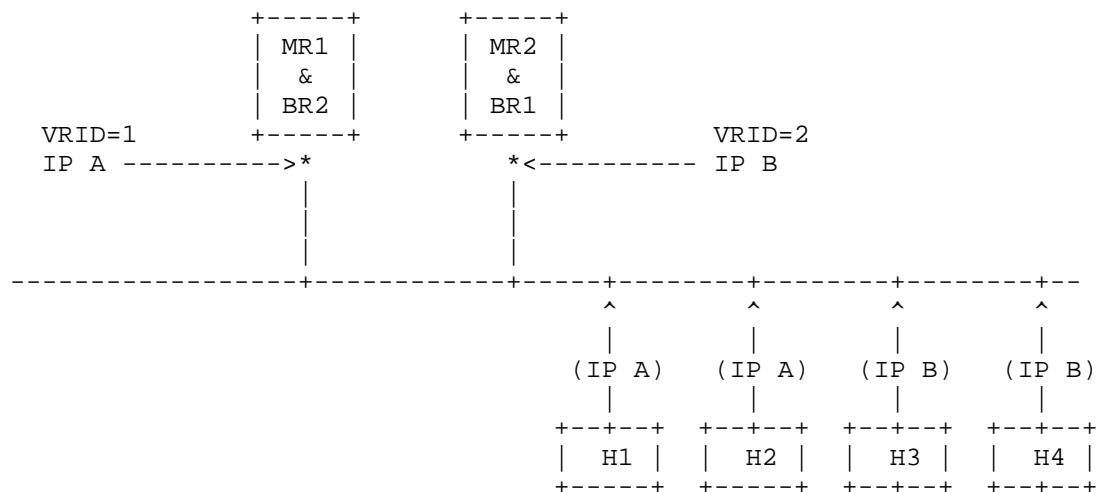 MR1 MR2
& &
BR2 BR1
VRID=1 VRID=2
IP A IP B
(IP A) (IP A) (IP B) (IP B)
H1 H2 H3 H4